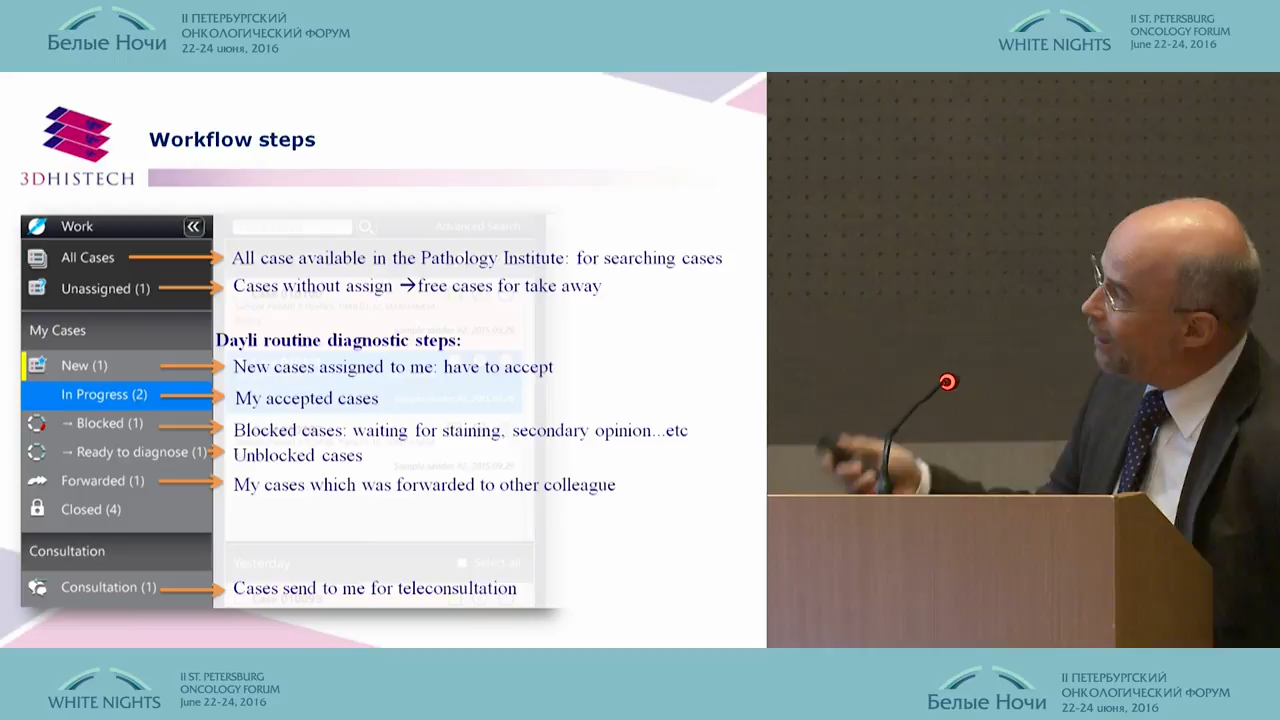 Белые Ночи
II ПЕТЕРБУРГСКИЙ
ОНКОЛОГИЧЕСКИЙ ФОРУМ
22-24 июня, 2016
WHITE NIGHTS
II ST. PETERSBURG
ONCOLOGY FORUM
June 22-24, 2016
3DHISTECH
Workflow steps
Work
Advanced Search
All Cases
All case available in the Pathology Institute: for searching cases
Unassigned (1)
Cases without assign →free cases for take away
My Cases
Dayli routine diagnostic steps:
New (1)
New cases assigned to me: have to accept
In Progress (2)
My accepted cases
→ Blocked (1)
Blocked cases: waiting for staining, secondary opinion...etc
→ Ready to diagnose (1)
Unblocked cases
Forwarded (1)
My cases which was forwarded to other colleague
Closed (4)
Consultation
Yesterday
Consultation (1)
Cases send to me for teleconsultation
WHITE NIGHTS
II ST. PETERSBURG
ONCOLOGY FORUM
June 22-24, 2016
Белые Ночи
II ПЕТЕРБУРГСКИЙ
ОНКОЛОГИЧЕСКИЙ ФОРУМ
22-24 июня, 2016